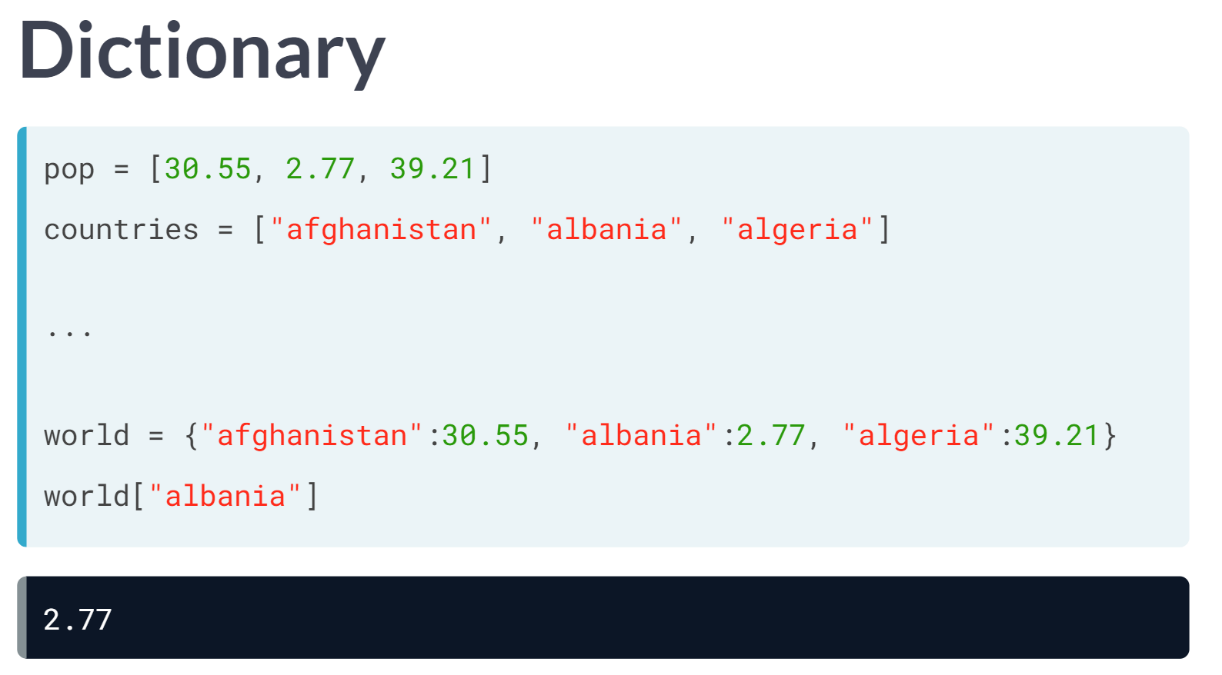 Dictionary
pop = [30.55, 2.77, 39.21]
countries = ["afghanistan", "albania", "algeria"]
...
world = {"afghanistan":30.55, "albania":2.77, "algeria":39.21}
world["albania"]
2.77